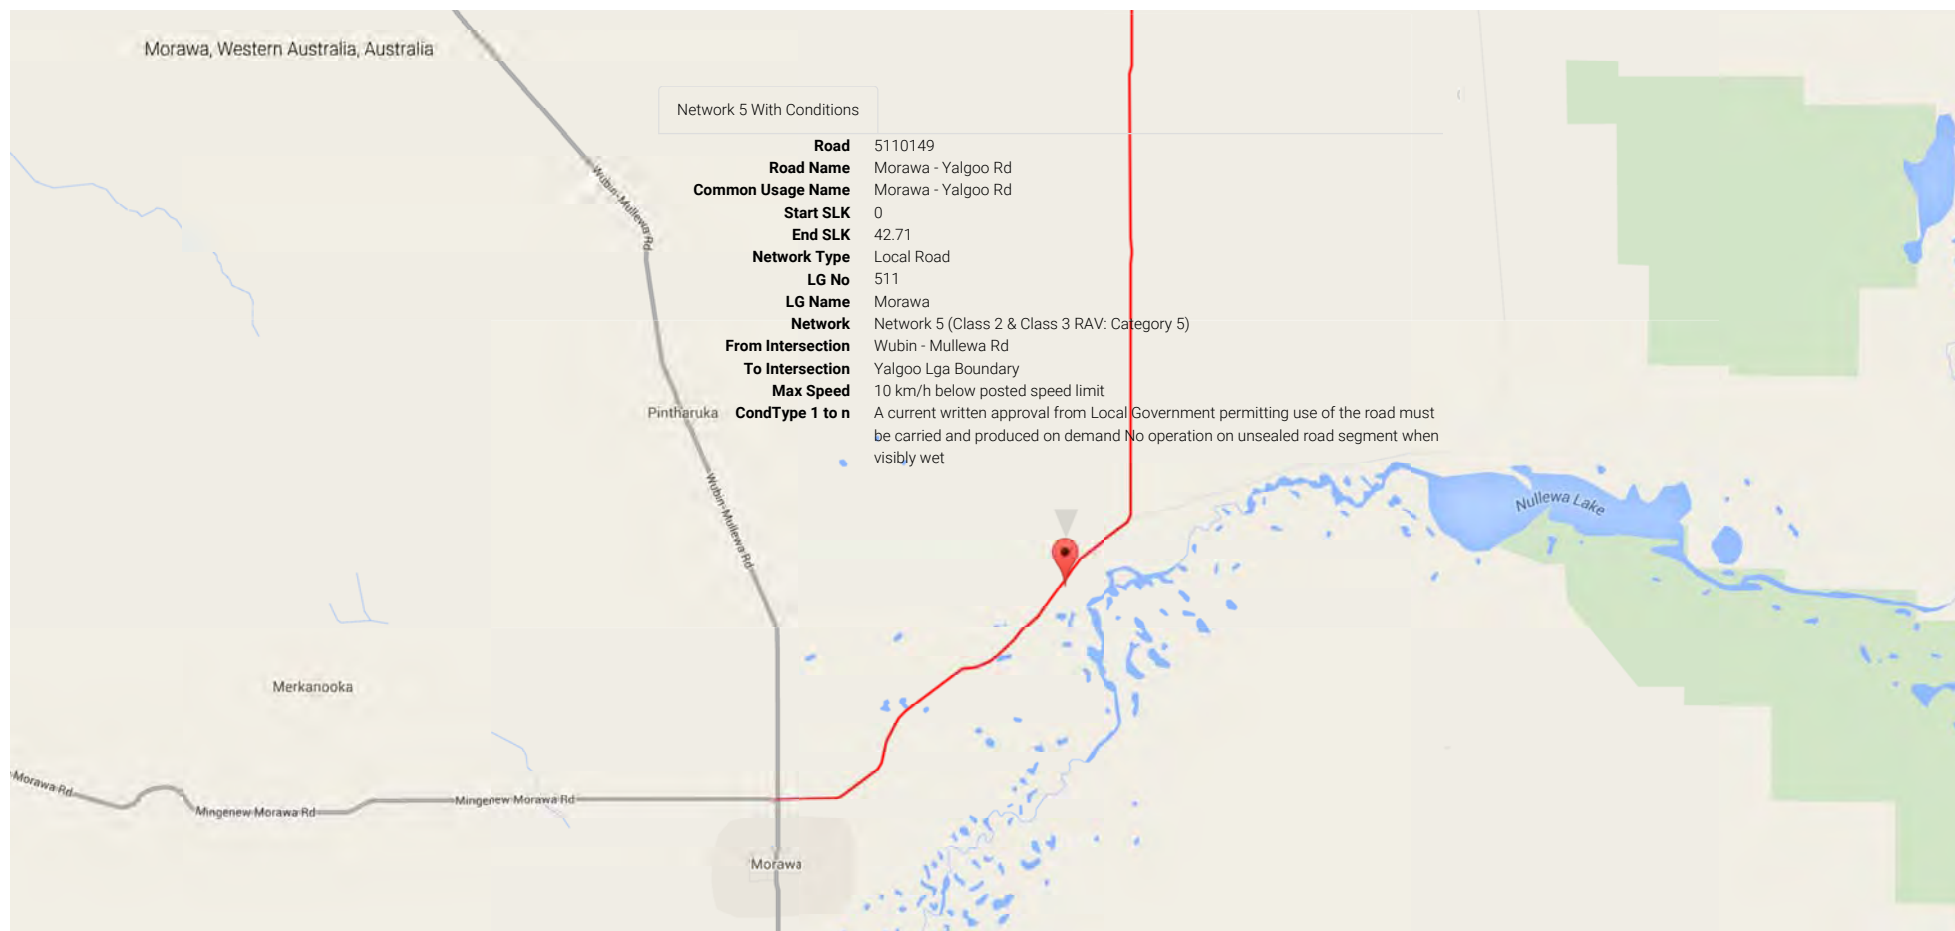 Morawa, Western Australia, Australia
Network 5 With Conditions
Road 5110149
Road Name Morawa - Yalgoo Rd
Common Usage Name Morawa - Yalgoo Rd
Start SLK 0
End SLK 42.71
Network Type Local Road
LG No 511
LG Name Morawa
Network Network 5 (Class 2 & Class 3 RAV: Category 5)
From Intersection Wubin - Mullewa Rd
To Intersection Yalgoo Lga Boundary
Max Speed 10 km/h below posted speed limit
CondType 1 to n A current written approval from Local Government permitting use of the road must
be carried and produced on demand No operation on unsealed road segment when
visibly wet
Wubin-Mullewa Rd
Pintharuka
Wubin-Mullewa Rd
Nullewa Lake
Merkanooka
-Morawa Rd
Mingenew Morawa Rd
Mingenew Morawa Rd
Morawa